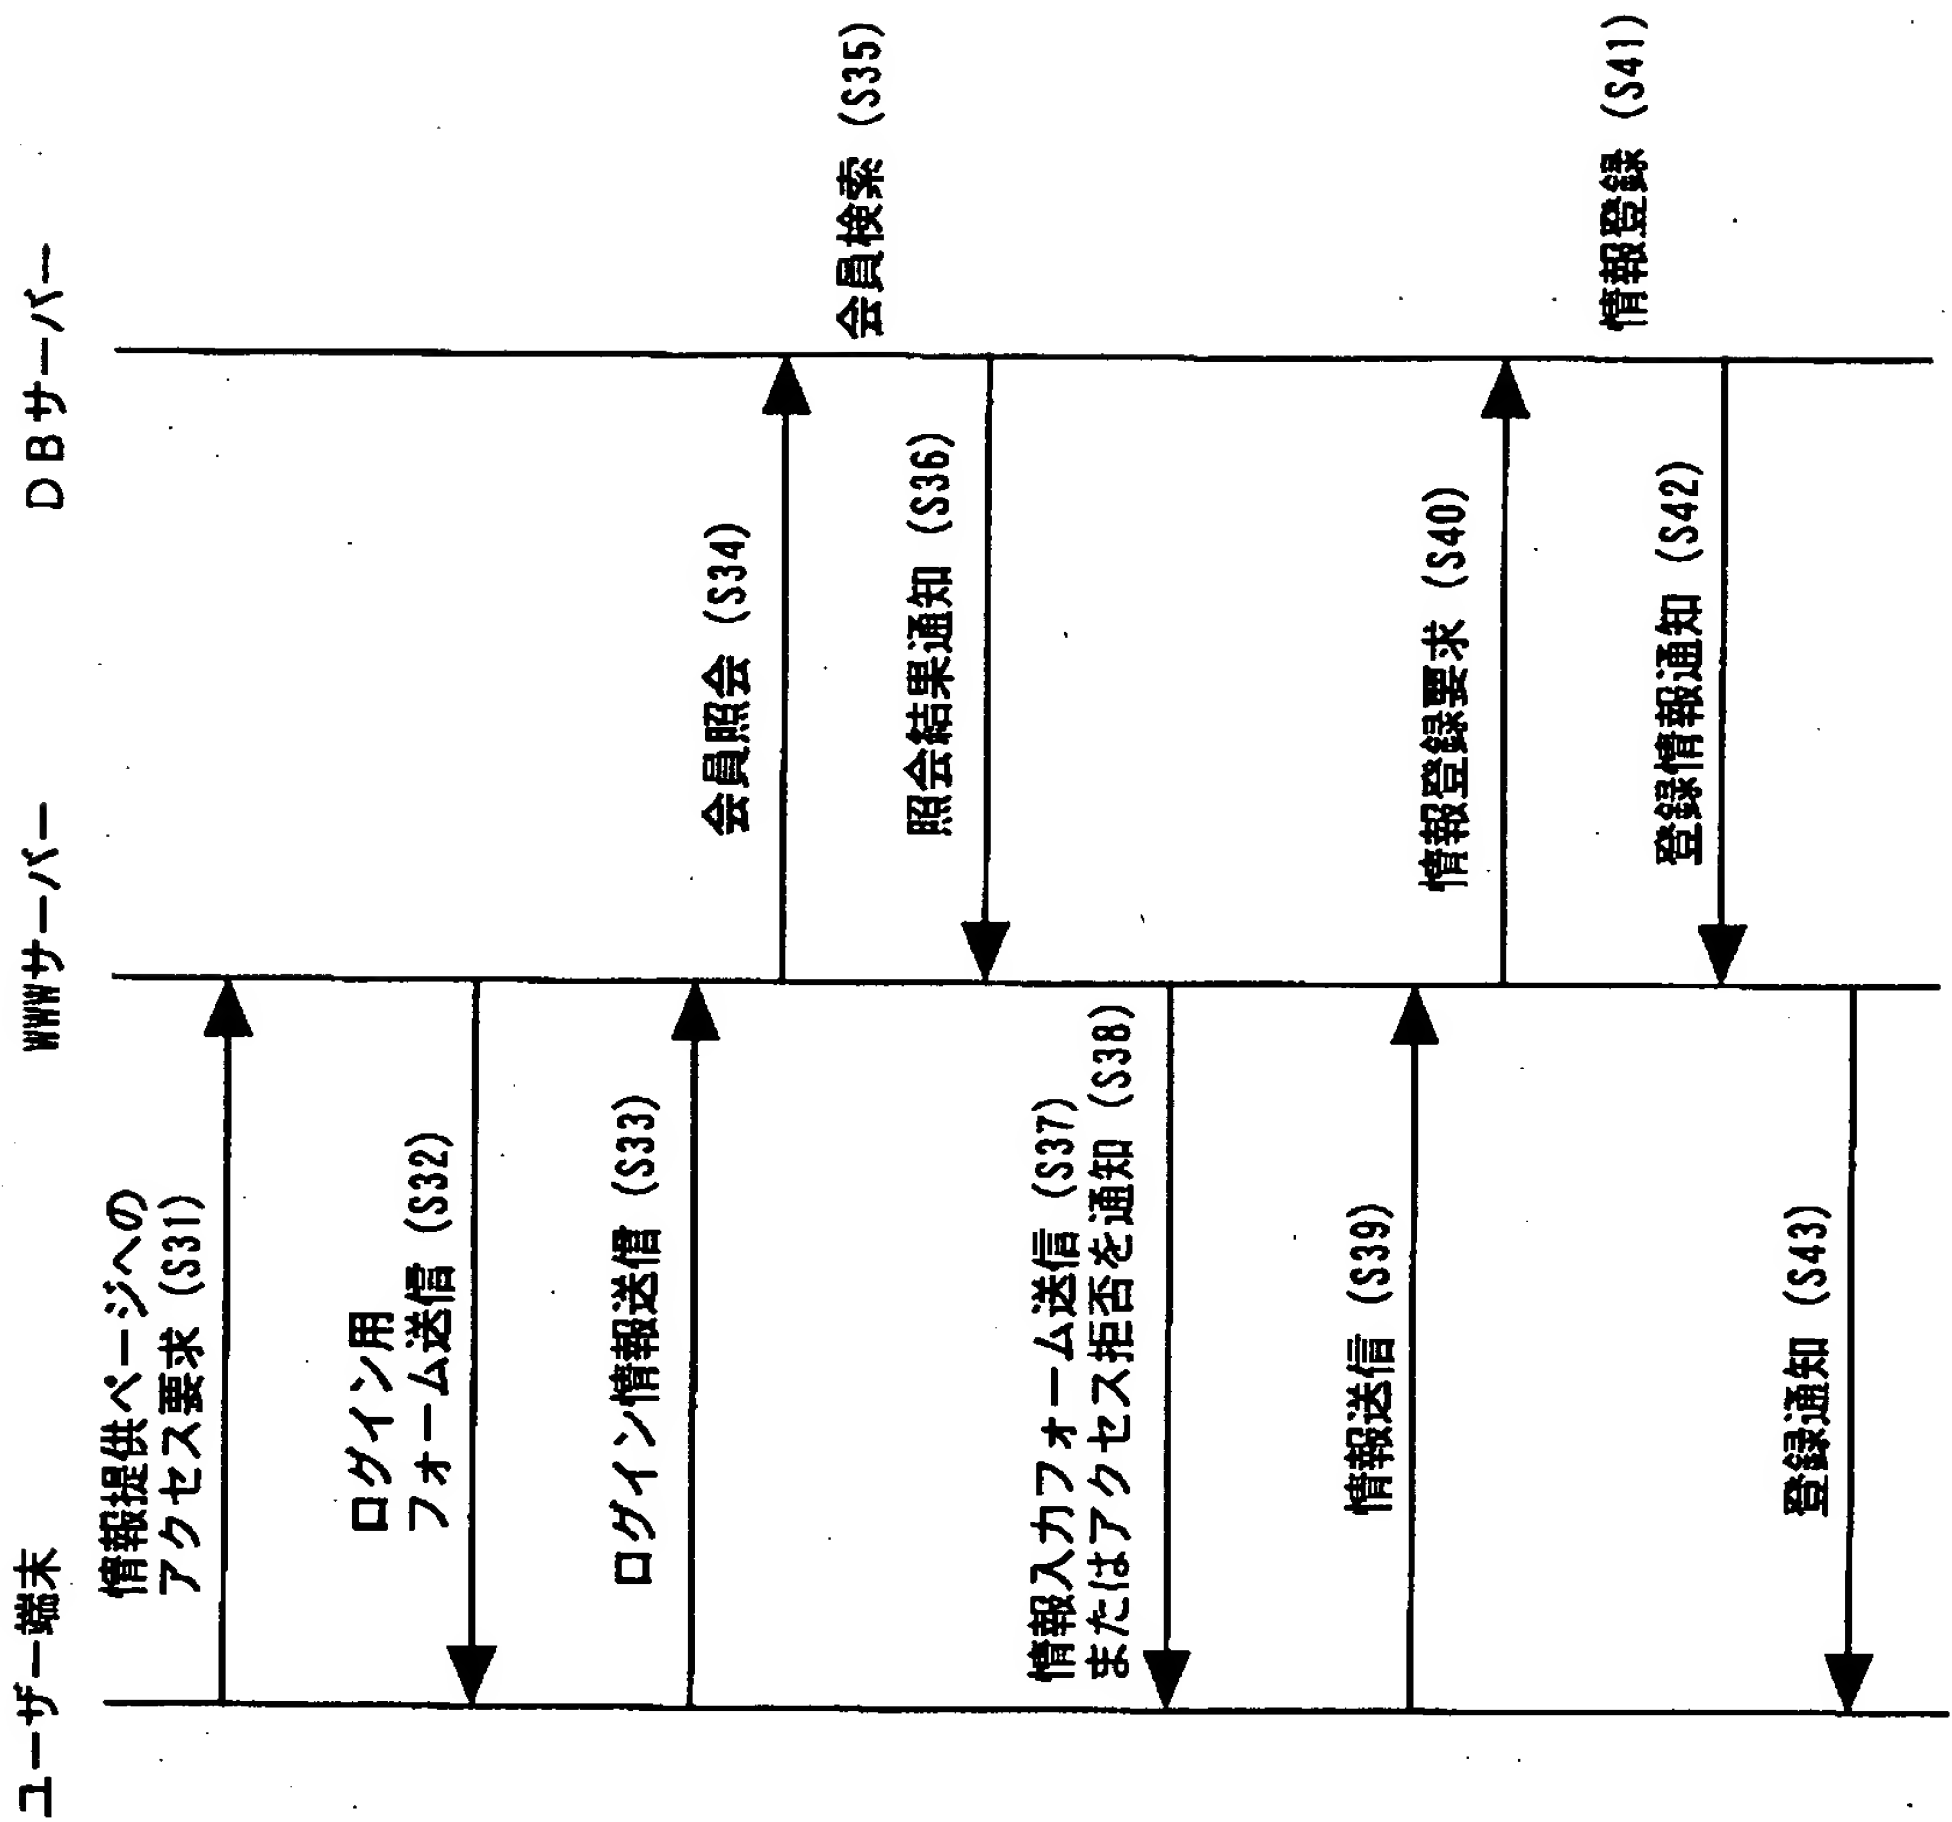 ユーザー端末
WWWサーバー
DBサーバー
情報提供ページへの
アクセス要求 (S31)
ログイン用
フォーム送信 (S32)
ログイン情報送信 (S33)
会員照会 (S34)
会員検索 (S35)
照会結果通知 (S36)
情報入力フォーム送信 (S37)
またはアクセス拒否を通知 (S38)
情報送信 (S39)
情報登録要求 (S40)
情報登録 (S41)
登録情報通知 (S42)
登録通知 (S43)